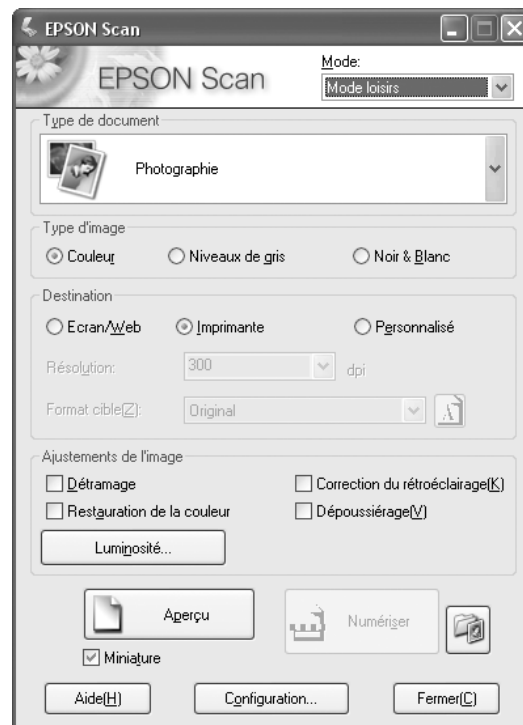 EPSON Scan
EPSON Scan
Mode:
Mode loisirs
Type de document
Photographie
Type d'image
Couleur Niveaux de gris Noir & Blanc
Destination
Ecran/Web Imprimante Personnalisé
Résolution: 300 dpi
Format cible(Z): Original
Ajustements de l'image
Détramage Correction du rétroéclairage(K)
Restauration de la couleur Dépoussiérage(V)
Luminosité...
Aperçu Numériser
Miniature
Aide(H) Configuration... Fermer(C)